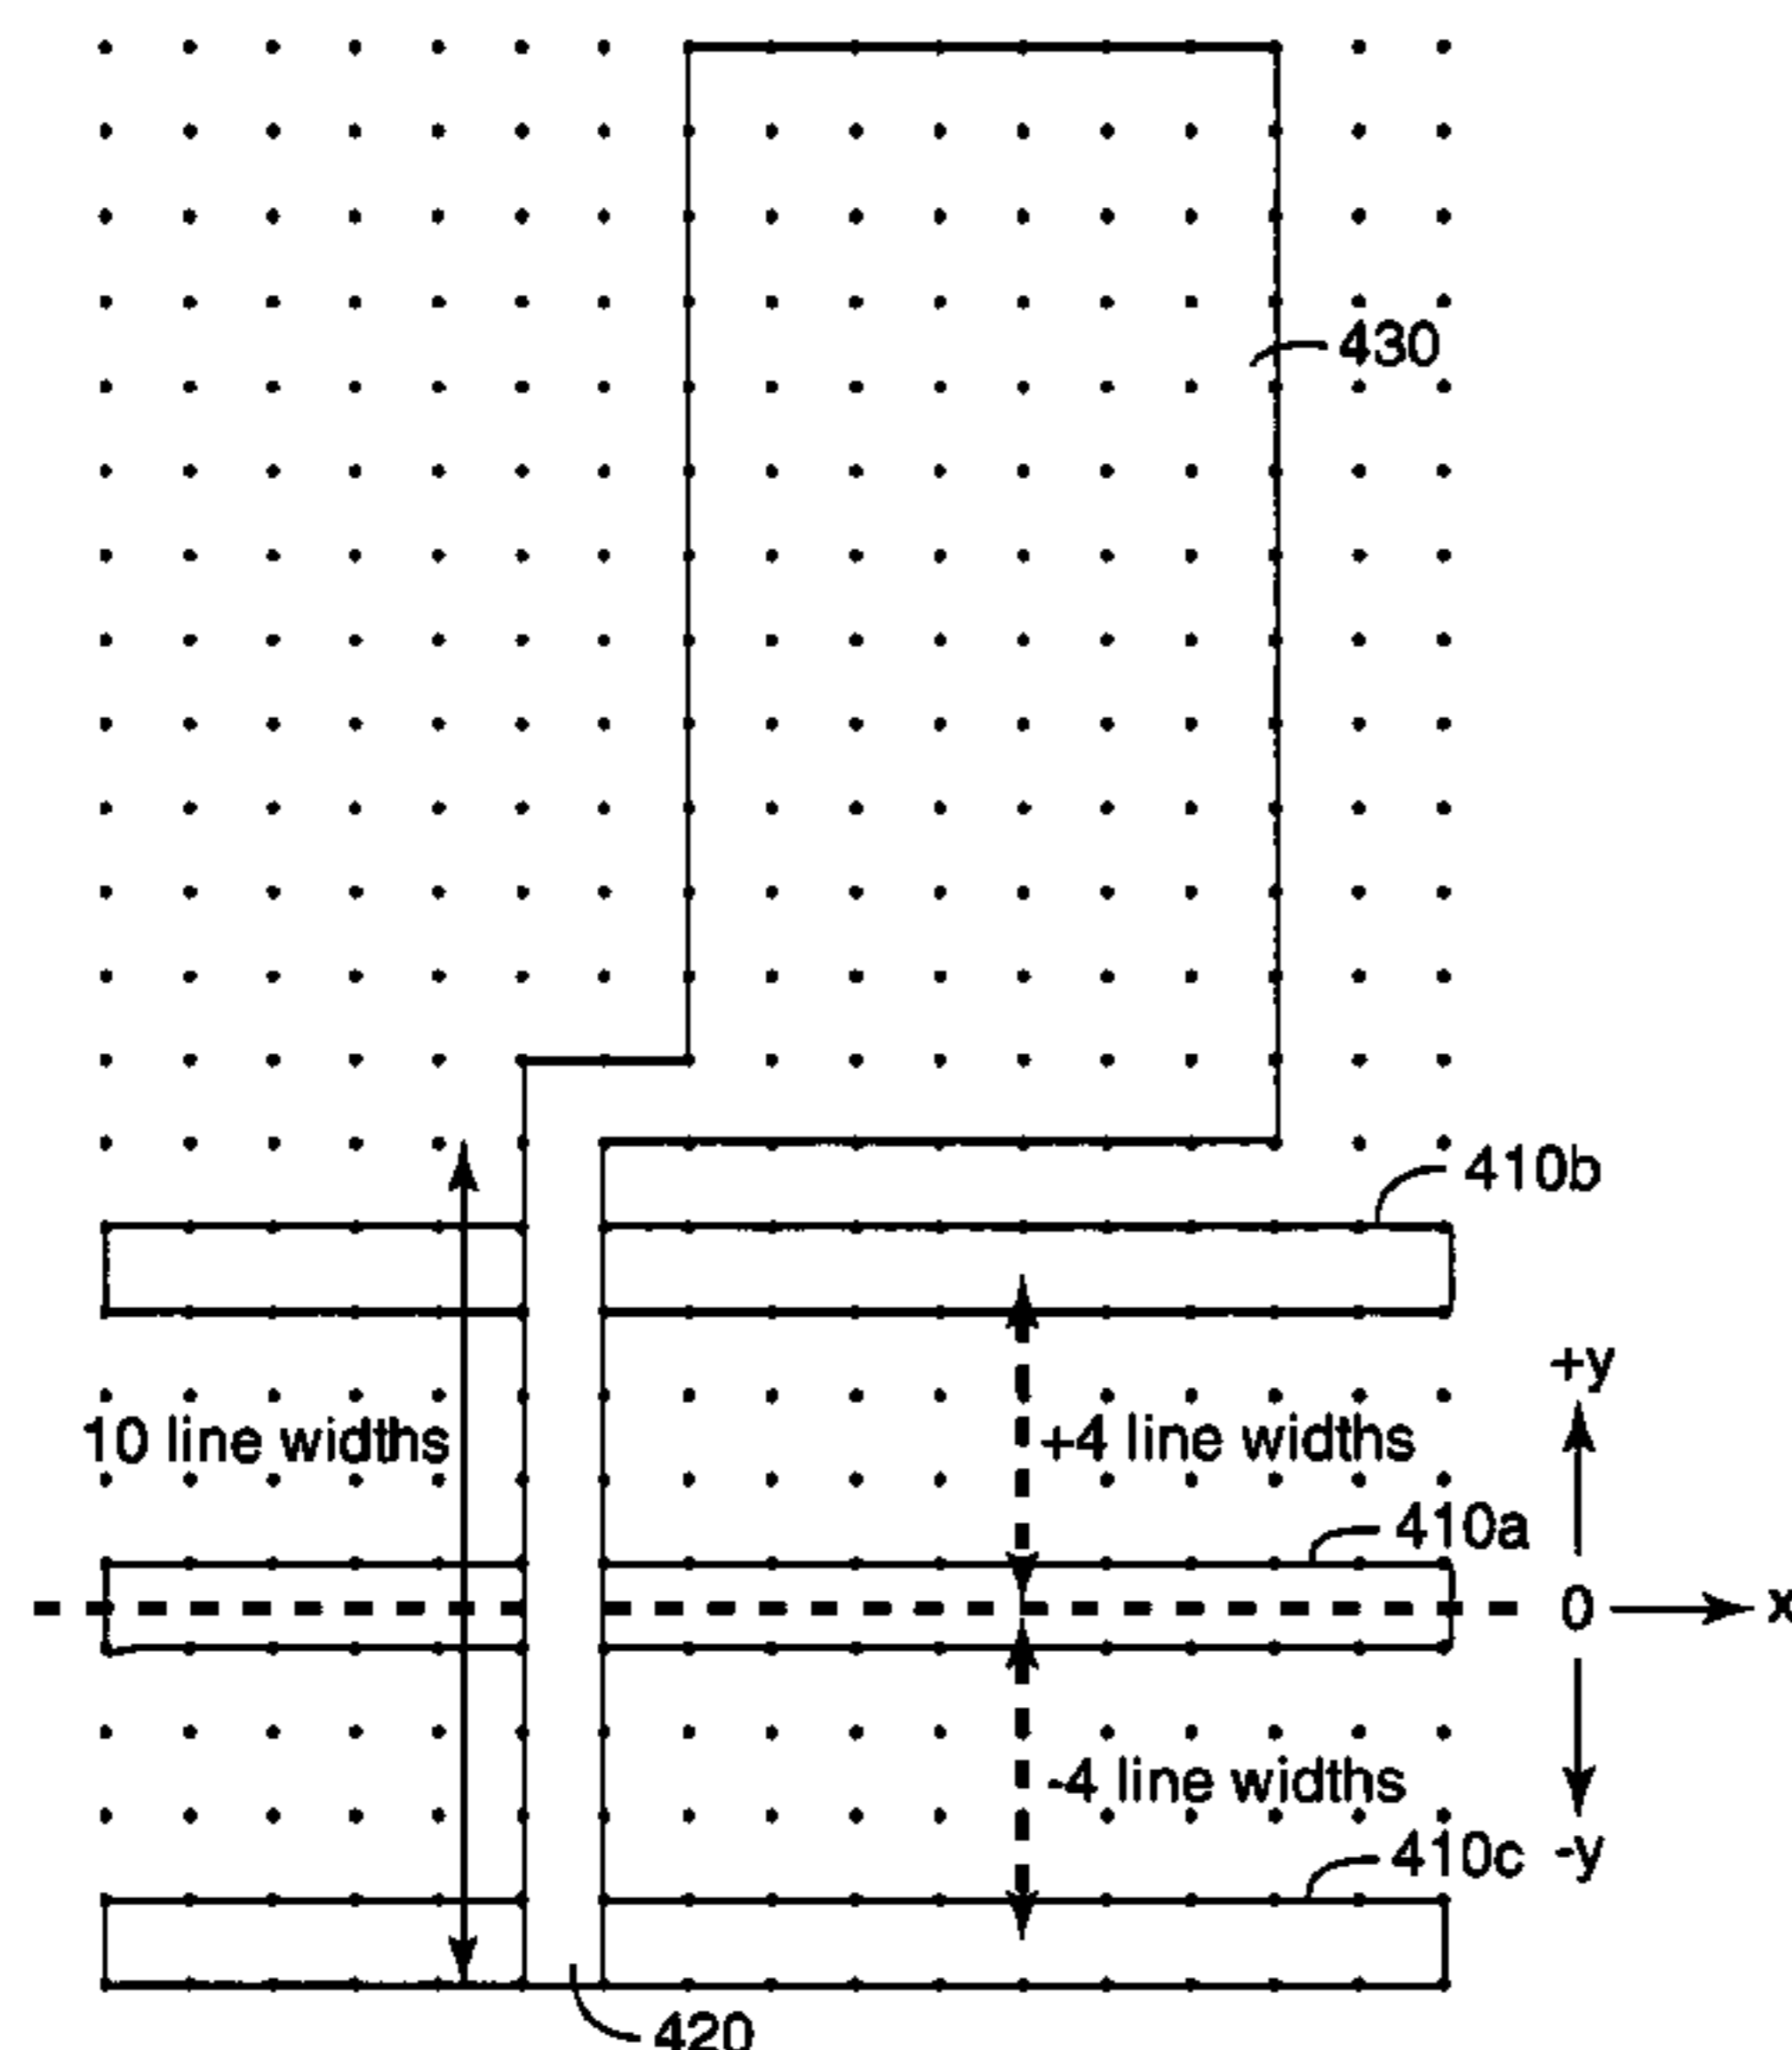 430
410b
+y
10 line widths
+4 line widths
410a
0
x
-4 line widths
410c
-y
420